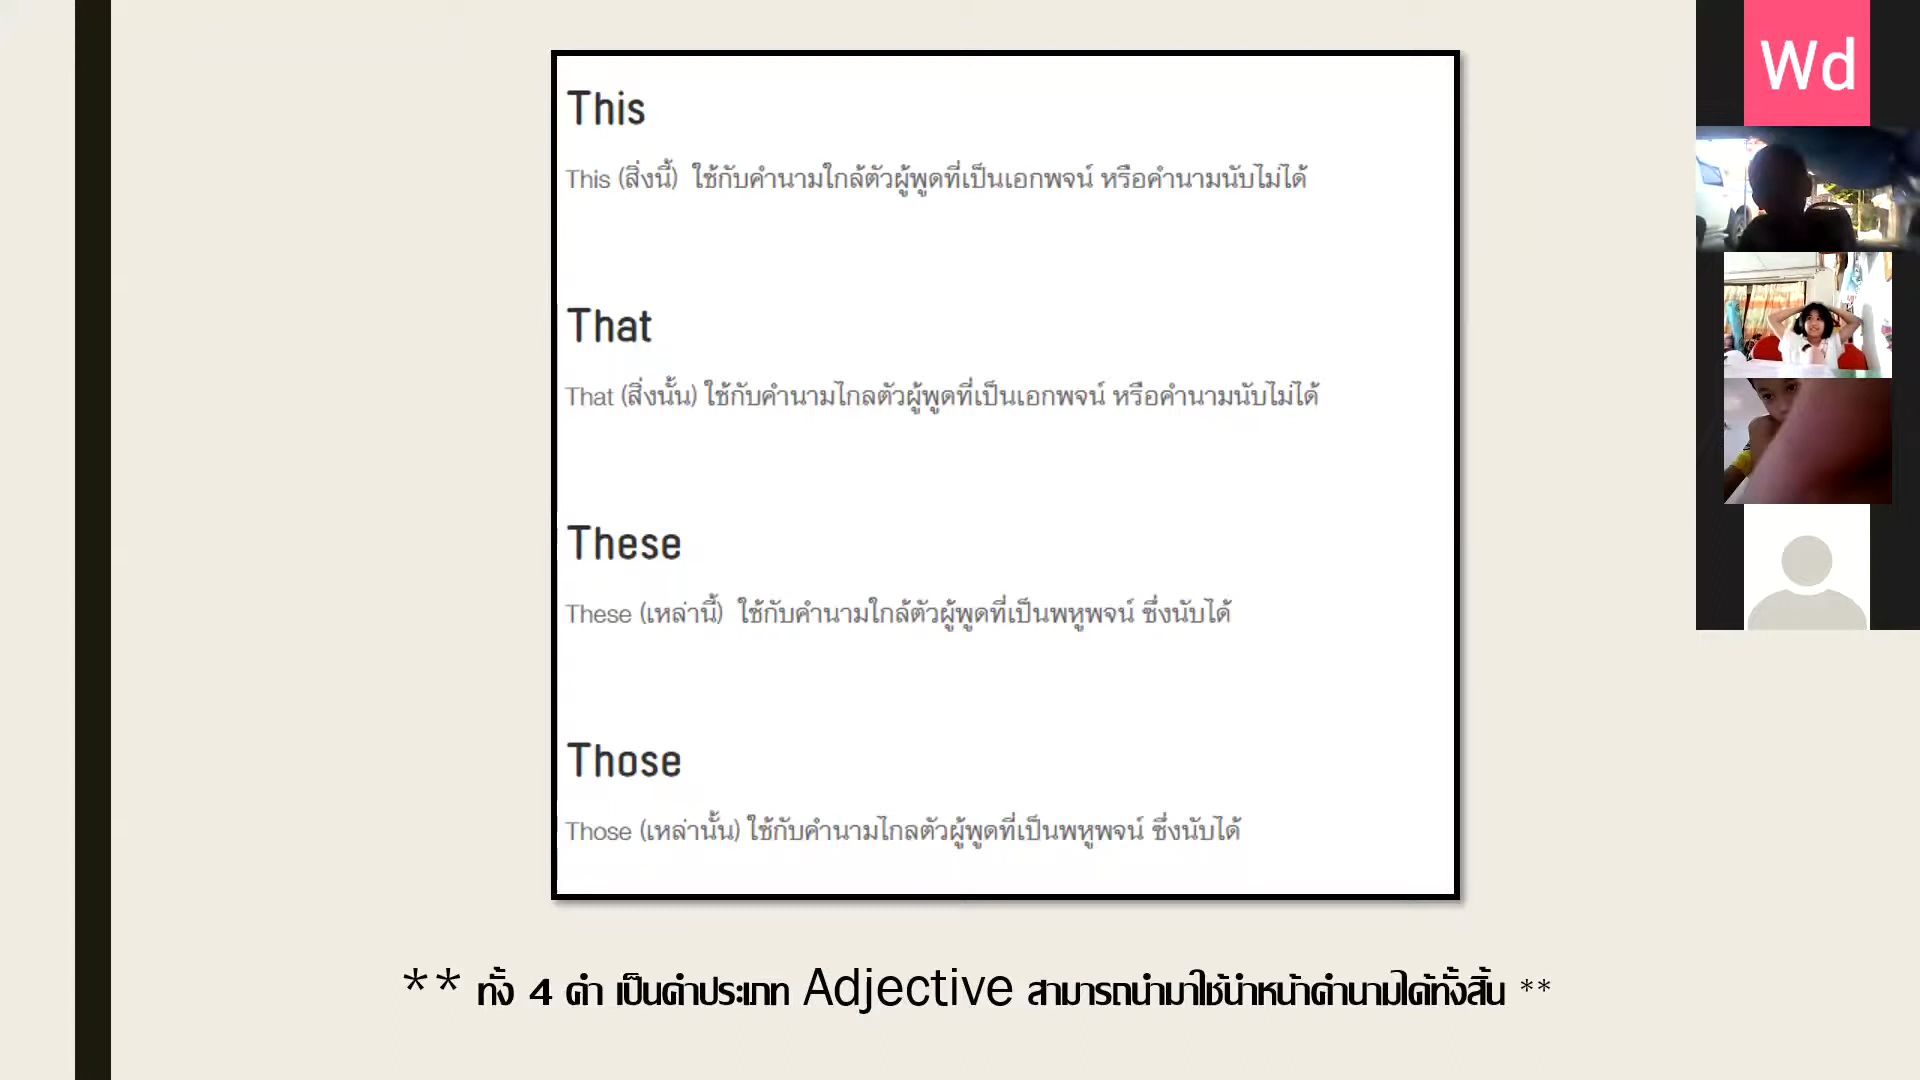 This
This (สิ่งนี้) ใช้กับคำนามใกล้ตัวผู้พูดที่เป็นเอกพจน์ หรือคำนามนับไม่ได้
That
That (สิ่งนั้น) ใช้กับคำนามไกลตัวผู้พูดที่เป็นเอกพจน์ หรือคำนามนับไม่ได้
These
These (เหล่านี้) ใช้กับคำนามใกล้ตัวผู้พูดที่เป็นพหูพจน์ ซึ่งนับได้
Those
Those (เหล่านั้น) ใช้กับคำนามไกลตัวผู้พูดที่เป็นพหูพจน์ ซึ่งนับได้
** ทั้ง 4 คำ เป็นคำประเภท Adjective สามารถนำมาใช้นำหน้าคำนามได้ทั้งสิ้น **
Wd